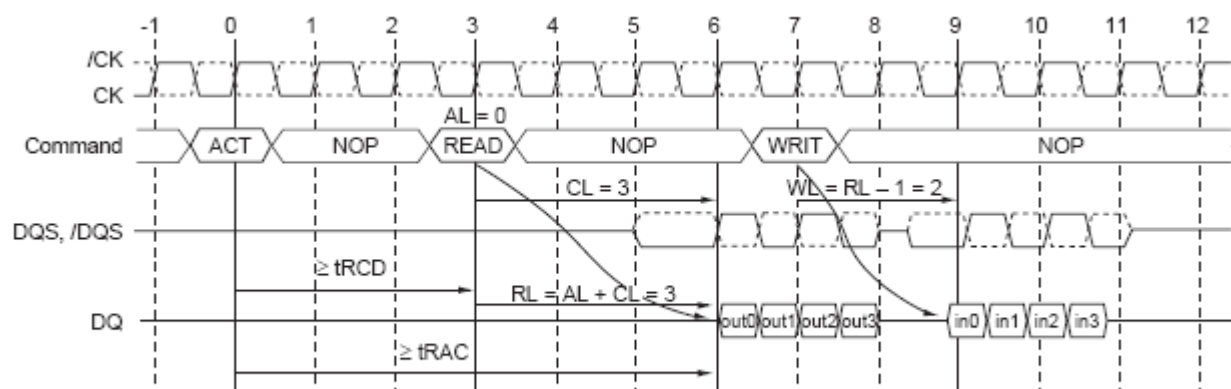 -1 0 1 2 3 4 5 6 7 8 9 10 11 12
/CK
CK
AL = 0
Command ACT NOP READ NOP WRIT NOP
CL = 3 WL = RL – 1 = 2
DQS, /DQS
≥ tRCD
RL = AL + CL = 3
DQ out0 out1 out2 out3 in0 in1 in2 in3
≥ tRAC